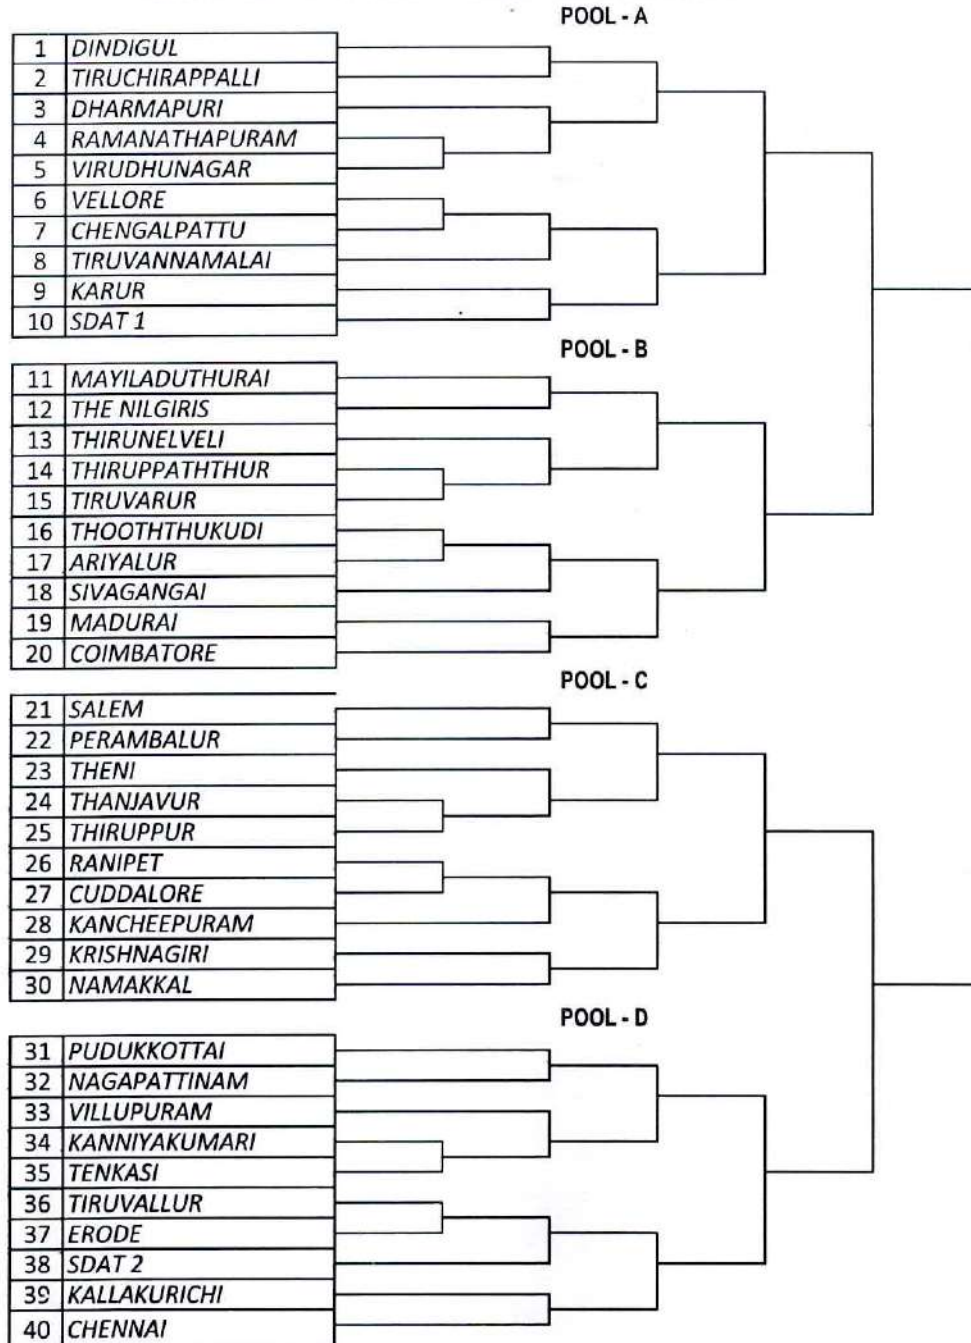 POOL - A
1 DINDIGUL
2 TIRUCHIRAPPALLI
3 DHARMAPURI
4 RAMANATHAPURAM
5 VIRUDHUNAGAR
6 VELLORE
7 CHENGALPATTU
8 TIRUVANNAMALAI
9 KARUR
10 SDAT 1
POOL - B
11 MAYILADUTHURAI
12 THE NILGIRIS
13 THIRUNELVELI
14 THIRUPPATHTHUR
15 TIRUVARUR
16 THOOTHTHUKUDI
17 ARIYALUR
18 SIVAGANGAI
19 MADURAI
20 COIMBATORE
POOL - C
21 SALEM
22 PERAMBALUR
23 THENI
24 THANJAVUR
25 THIRUPPUR
26 RANIPET
27 CUDDALORE
28 KANCHEEPURAM
29 KRISHNAGIRI
30 NAMAKKAL
POOL - D
31 PUDUKKOTTAI
32 NAGAPATTINAM
33 VILLUPURAM
34 KANNIYAKUMARI
35 TENKASI
36 TIRUVALLUR
37 ERODE
38 SDAT 2
39 KALLAKURICHI
40 CHENNAI